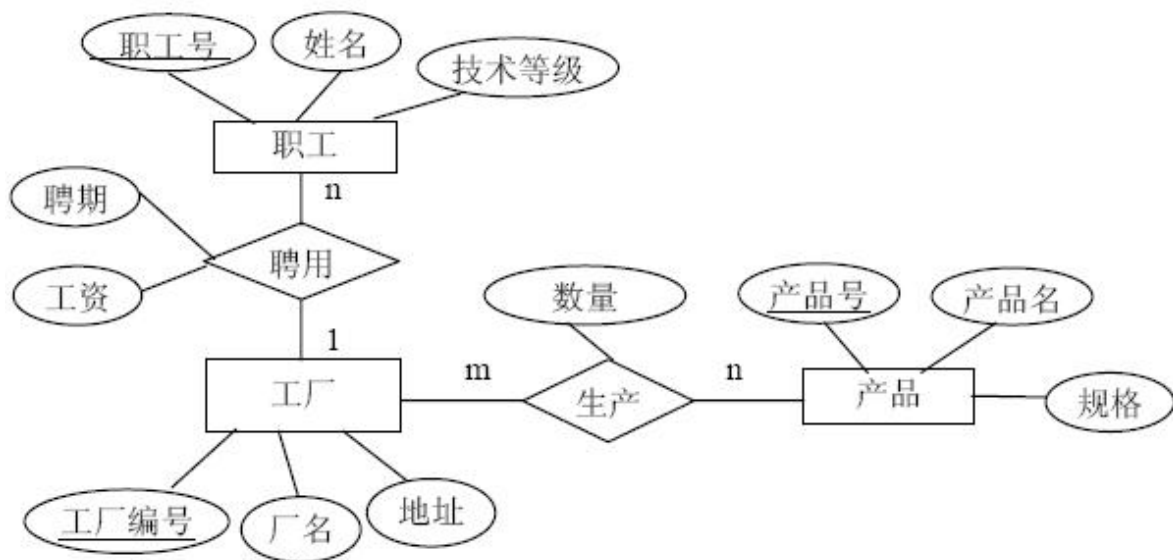 职工号
姓名
技术等级
职工
n
聘期
聘用
工资
1
数量
产品号
产品名
工厂
m
生产
n
产品
规格
工厂编号
厂名
地址